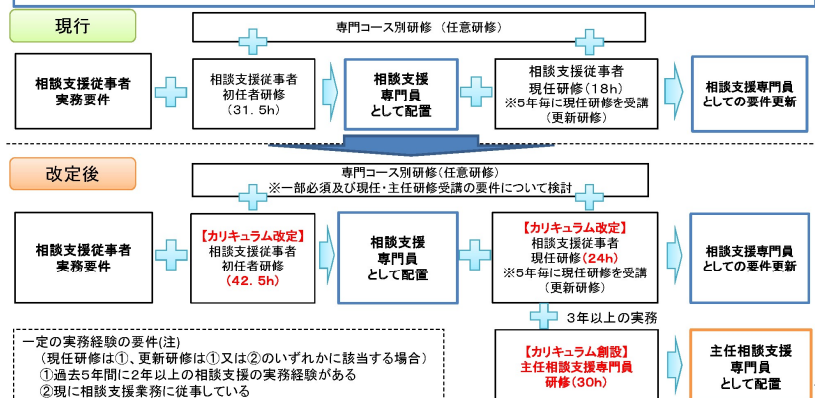 現行
専門コース別研修 (任意研修)
相談支援従事者
実務要件
相談支援従事者
初任者研修
(31.5h)
相談支援
専門員
として配置
相談支援従事者
現任研修(18h)
※5年毎に現任研修を受講
(更新研修)
相談支援専門員
としての要件更新
改定後
専門コース別研修(任意研修)
※一部必須及び現任・主任研修受講の要件について検討
相談支援従事者
実務要件
【カリキュラム改定】
相談支援従事者
初任者研修
(42.5h)
相談支援
専門員
として配置
【カリキュラム改定】
相談支援従事者
現任研修(24h)
※5年毎に現任研修を受講
(更新研修)
相談支援専門員
としての要件更新
3年以上の実務
一定の実務経験の要件(注)
(現任研修は①、更新研修は①又は②のいずれかに該当する場合)
①過去5年間に2年以上の相談支援の実務経験がある
②現に相談支援業務に従事している
【カリキュラム創設】
主任相談支援専門員
研修(30h)
主任相談支援
専門員
として配置